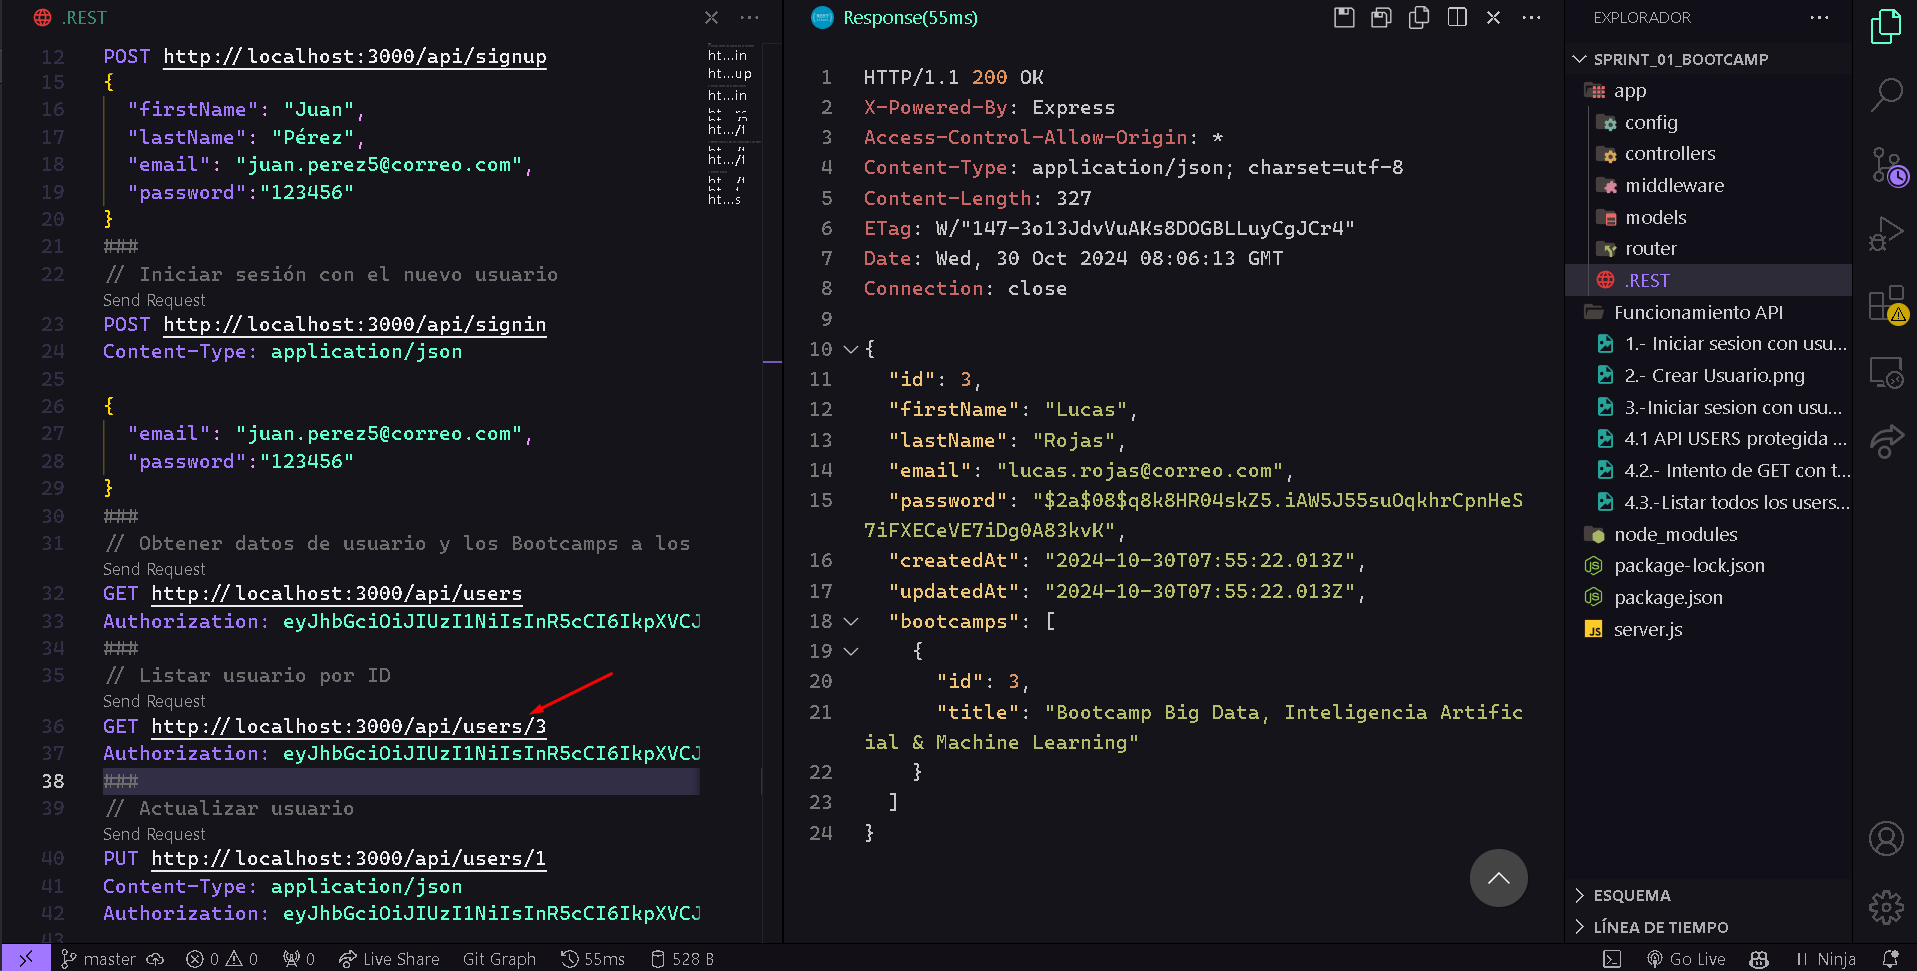 .REST
12 POST http://localhost:3000/api/signup
15 {
16 "firstName": "Juan",
17 "lastName": "Pérez",
18 "email": "juan.perez5@correo.com",
19 "password":"123456"
20 }
21 ###
22 // Iniciar sesión con el nuevo usuario
Send Request
23 POST http://localhost:3000/api/signin
24 Content-Type: application/json
25
26 {
27 "email": "juan.perez5@correo.com",
28 "password":"123456"
29 }
30 ###
31 // Obtener datos de usuario y los Bootcamps a los
Send Request
32 GET http://localhost:3000/api/users
33 Authorization: eyJhbGciOiJIUzI1NiIsInR5cCI6IkpXVCJ
34 ###
35 // Listar usuario por ID
Send Request
36 GET http://localhost:3000/api/users/3
37 Authorization: eyJhbGciOiJIUzI1NiIsInR5cCI6IkpXVCJ
38 ###
39 // Actualizar usuario
Send Request
40 PUT http://localhost:3000/api/users/1
41 Content-Type: application/json
42 Authorization: eyJhbGciOiJIUzI1NiIsInR5cCI6IkpXVCJ
43
ht...in
ht...up
ht...in
ht.../
ht.../
ht...s
Response(55ms)
1 HTTP/1.1 200 OK
2 X-Powered-By: Express
3 Access-Control-Allow-Origin: *
4 Content-Type: application/json; charset=utf-8
5 Content-Length: 327
6 ETag: W/"147-3o13JdvVuAKs8DOGBLLuyCgJCr4"
7 Date: Wed, 30 Oct 2024 08:06:13 GMT
8 Connection: close
9
10 {
11 "id": 3,
12 "firstName": "Lucas",
13 "lastName": "Rojas",
14 "email": "lucas.rojas@correo.com",
15 "password": "$2a$08$q8k8HR04skZ5.iAW5J55suOqkhrCpnHeS
7iFXECeVE7iDg0A83kvK",
16 "createdAt": "2024-10-30T07:55:22.013Z",
17 "updatedAt": "2024-10-30T07:55:22.013Z",
18 "bootcamps": [
19 {
20 "id": 3,
21 "title": "Bootcamp Big Data, Inteligencia Artific
ial & Machine Learning"
22 }
23 ]
24 }
EXPLORADOR
SPRINT_01_BOOTCAMP
app
config
controllers
middleware
models
router
.REST
Funcionamiento API
1.- Iniciar sesion con usu...
2.- Crear Usuario.png
3.-Iniciar sesion con usu...
4.1 API USERS protegida ...
4.2.- Intento de GET con t...
4.3.-Listar todos los users...
node_modules
package-lock.json
package.json
JS server.js
ESQUEMA
LÍNEA DE TIEMPO
master 0 0 0 Live Share Git Graph 55ms 528 B Go Live Ninja